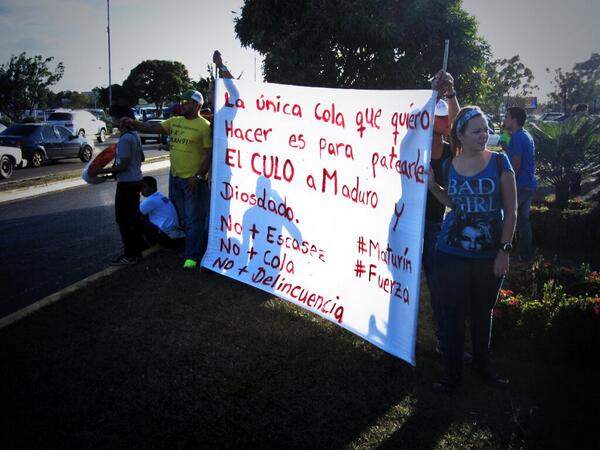 La única cola que quiero
Hacer es para patearle
El CULO a Maduro y
Diosdado.
No + Escasez
No + Cola
No + Delincuencia
#Maturín
#Fuerza
BAD
GIRL